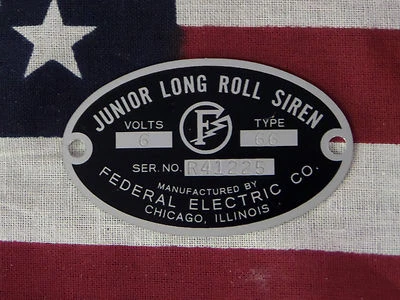 JUNIOR LONG ROLL SIREN
VOLTS F TYPE
6 66
SER. NO. R41225
MANUFACTURED BY
FEDERAL ELECTRIC CO.
CHICAGO, ILLINOIS